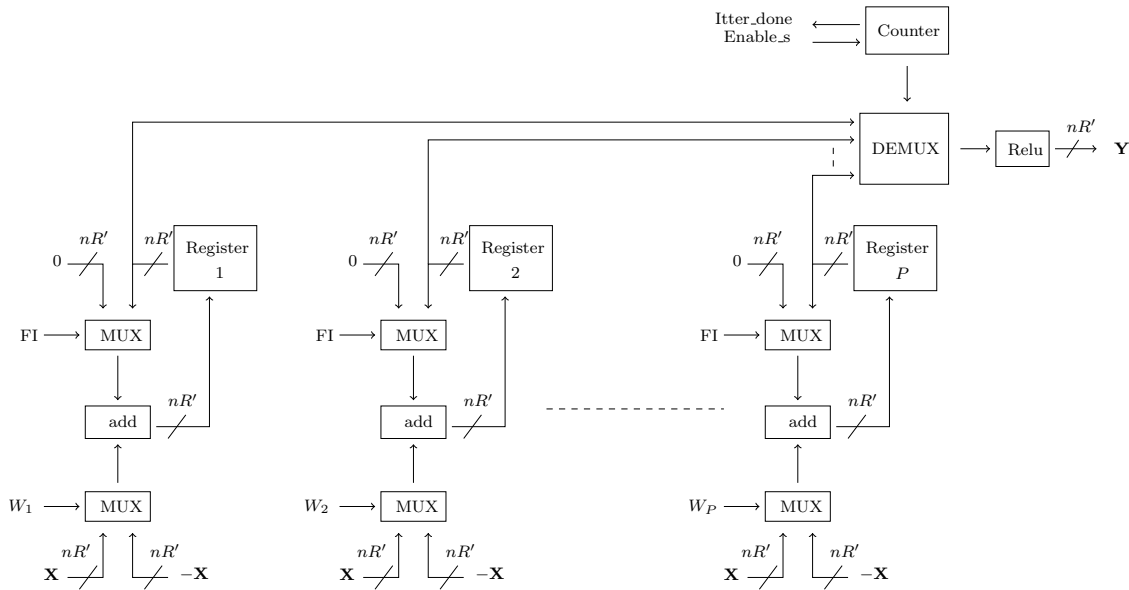 Itter_done
Enable_s
Counter
DEMUX
Relu
nR′
Y
0
nR′
nR′
Register
1
0
nR′
nR′
Register
2
0
nR′
nR′
Register
P
FI
MUX
FI
MUX
FI
MUX
add
nR′
add
nR′
add
nR′
W₁
MUX
W₂
MUX
W_P
MUX
X
nR′
nR′
−X
X
nR′
nR′
−X
X
nR′
nR′
−X